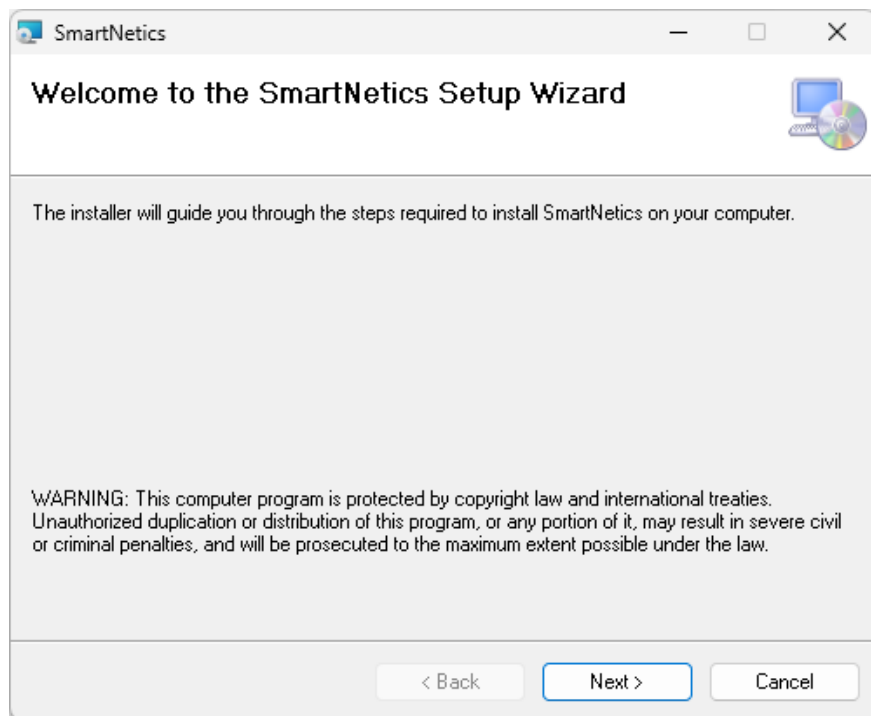 SmartNetics
Welcome to the SmartNetics Setup Wizard
The installer will guide you through the steps required to install SmartNetics on your computer.
WARNING: This computer program is protected by copyright law and international treaties.
Unauthorized duplication or distribution of this program, or any portion of it, may result in severe civil
or criminal penalties, and will be prosecuted to the maximum extent possible under the law.
< Back
Next >
Cancel